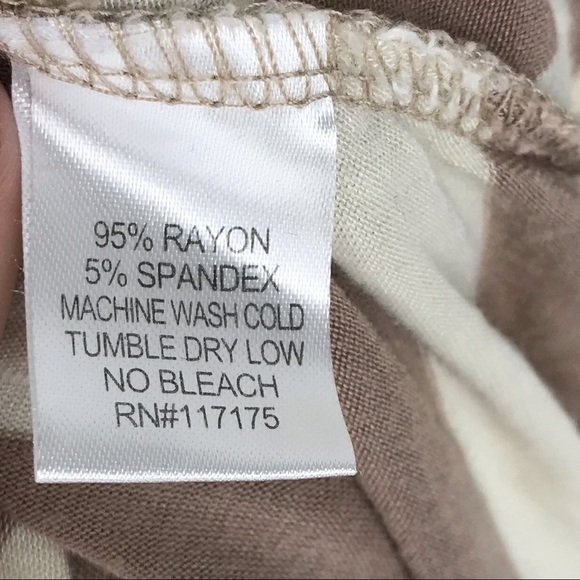 95% RAYON
5% SPANDEX
MACHINE WASH COLD
TUMBLE DRY LOW
NO BLEACH
RN#117175